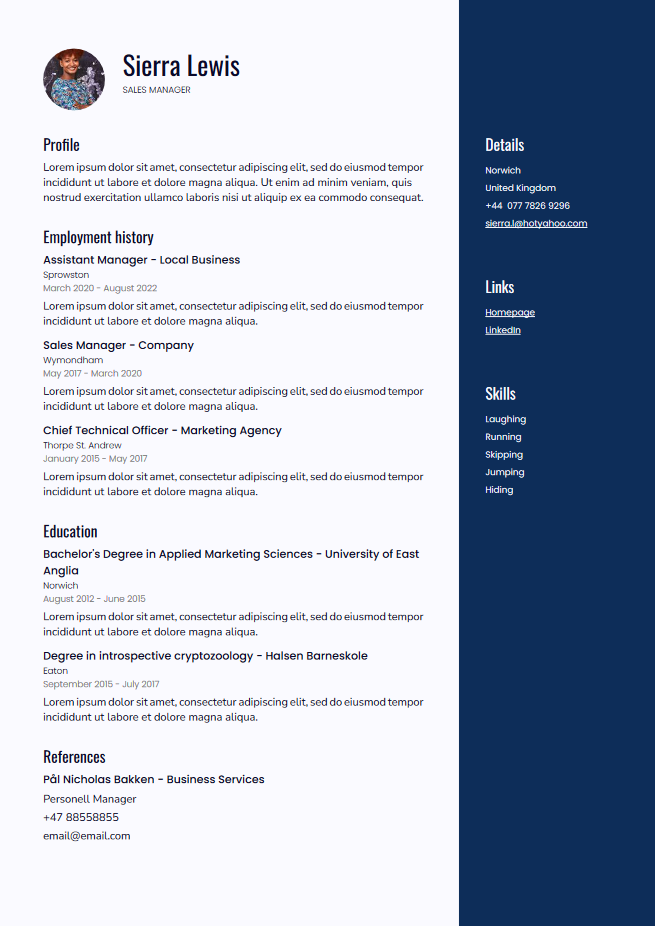 Sierra Lewis
SALES MANAGER
Profile
Lorem ipsum dolor sit amet, consectetur adipiscing elit, sed do eiusmod tempor
incididunt ut labore et dolore magna aliqua. Ut enim ad minim veniam, quis
nostrud exercitation ullamco laboris nisi ut aliquip ex ea commodo consequat.
Employment history
Assistant Manager - Local Business
Sprowston
March 2020 - August 2022
Lorem ipsum dolor sit amet, consectetur adipiscing elit, sed do eiusmod tempor
incididunt ut labore et dolore magna aliqua.
Sales Manager - Company
Wymondham
May 2017 - March 2020
Lorem ipsum dolor sit amet, consectetur adipiscing elit, sed do eiusmod tempor
incididunt ut labore et dolore magna aliqua.
Chief Technical Officer - Marketing Agency
Thorpe St. Andrew
January 2015 - May 2017
Lorem ipsum dolor sit amet, consectetur adipiscing elit, sed do eiusmod tempor
incididunt ut labore et dolore magna aliqua.
Education
Bachelor's Degree in Applied Marketing Sciences - University of East
Anglia
Norwich
August 2012 - June 2015
Lorem ipsum dolor sit amet, consectetur adipiscing elit, sed do eiusmod tempor
incididunt ut labore et dolore magna aliqua.
Degree in introspective cryptozoology - Halsen Barneskole
Eaton
September 2015 - July 2017
Lorem ipsum dolor sit amet, consectetur adipiscing elit, sed do eiusmod tempor
incididunt ut labore et dolore magna aliqua.
References
Pål Nicholas Bakken - Business Services
Personell Manager
+47 88558855
email@email.com
Details
Norwich
United Kingdom
+44 077 7826 9296
sierra.l@hotyahoo.com
Links
Homepage
LinkedIn
Skills
Laughing
Running
Skipping
Jumping
Hiding